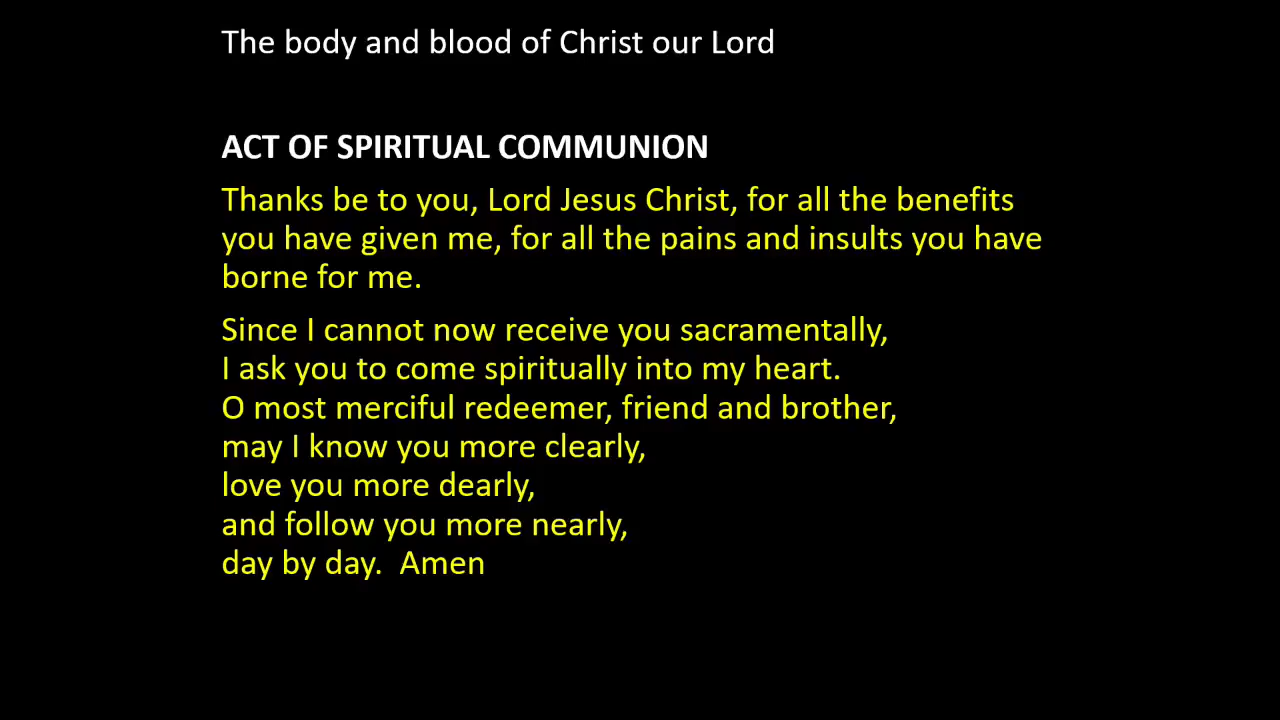 The body and blood of Christ our Lord
ACT OF SPIRITUAL COMMUNION
Thanks be to you, Lord Jesus Christ, for all the benefits
you have given me, for all the pains and insults you have
borne for me.
Since I cannot now receive you sacramentally,
I ask you to come spiritually into my heart.
O most merciful redeemer, friend and brother,
may I know you more clearly,
love you more dearly,
and follow you more nearly,
day by day.  Amen